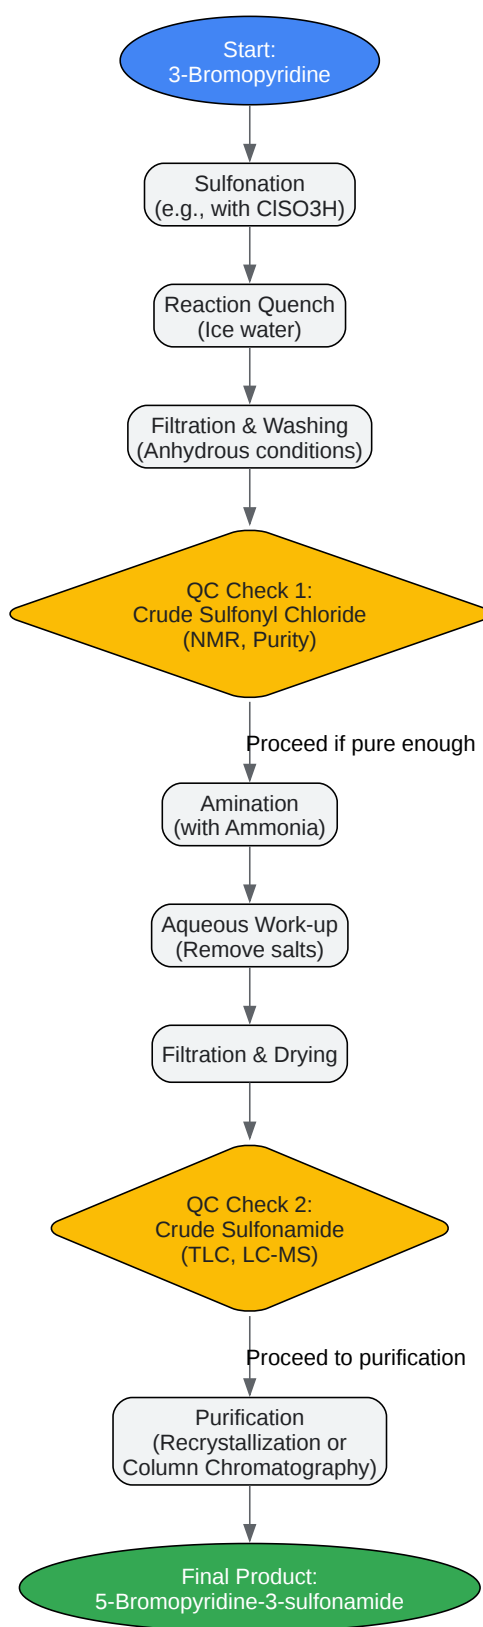 Start:
3-Bromopyridine
Sulfonation
(e.g., with ClSO3H)
Reaction Quench
(Ice water)
Filtration & Washing
(Anhydrous conditions)
QC Check 1:
Crude Sulfonyl Chloride
(NMR, Purity)
Proceed if pure enough
Amination
(with Ammonia)
Aqueous Work-up
(Remove salts)
Filtration & Drying
QC Check 2:
Crude Sulfonamide
(TLC, LC-MS)
Proceed to purification
Purification
(Recrystallization or
Column Chromatography)
Final Product:
5-Bromopyridine-3-sulfonamide